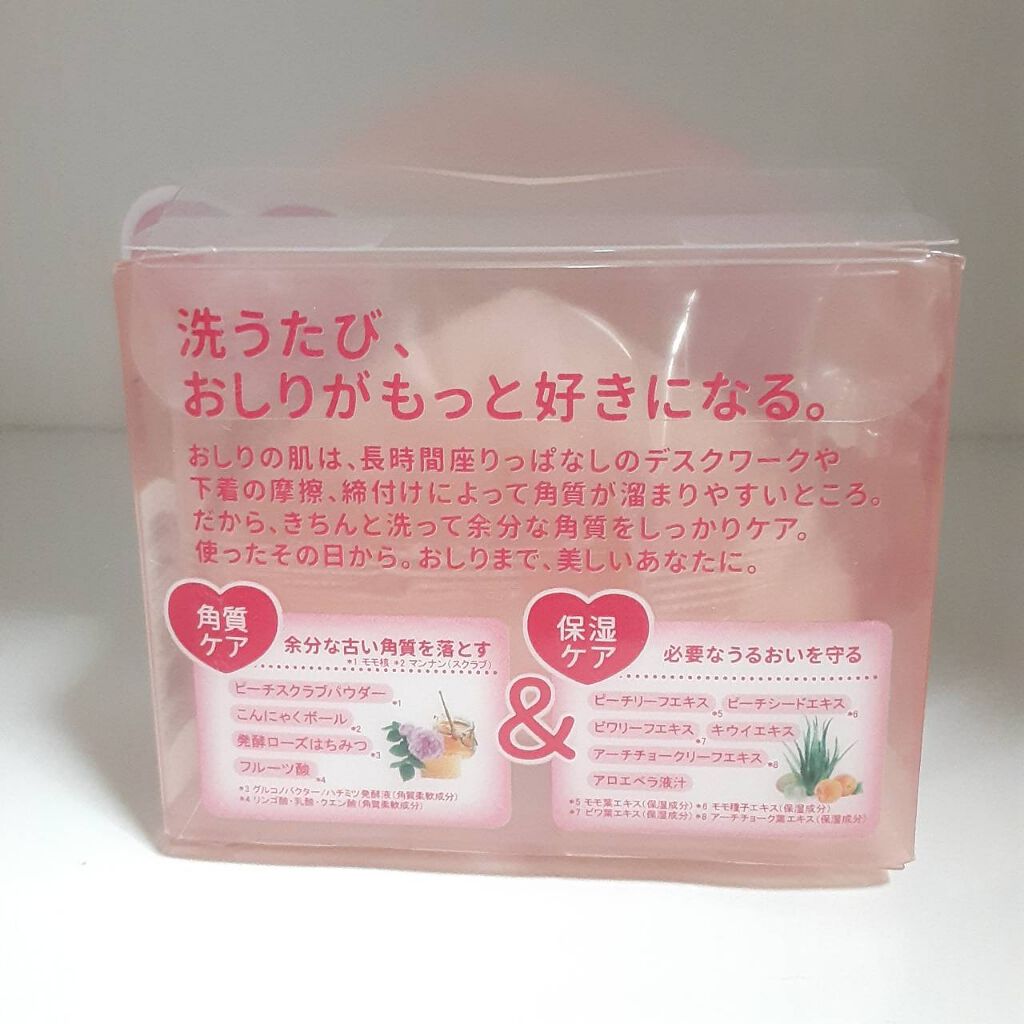 洗うたび、
おしりがもっと好きになる。
おしりの肌は、長時間座りっぱなしのデスクワークや
下着の摩擦、締付けによって角質が溜まりやすいところ。
だから、きちんと洗って余分な角質をしっかりケア。
使ったその日から。おしりまで、美しいあなたに。
角質
ケア
余分な古い角質を落とす
*1 モモ核 *2 マンナン(スクラブ)
ピーチスクラブパウダー*1
こんにゃくボール*2
発酵ローズはちみつ*3
フルーツ酸*4
*3 グルコノバクター/ハチミツ発酵液(角質柔軟成分)
*4 リンゴ酸・乳酸・クエン酸(角質柔軟成分)
&
保湿
ケア
必要なうるおいを守る
ピーチリーフエキス*5 ピーチシードエキス*6
ビワリーフエキス*7 キウイエキス
アーチチョークリーフエキス*8
アロエベラ液汁
*5 モモ葉エキス(保湿成分) *6 モモ種子エキス(保湿成分)
*7 ビワ葉エキス(保湿成分) *8 アーチチョーク葉エキス(保湿成分)